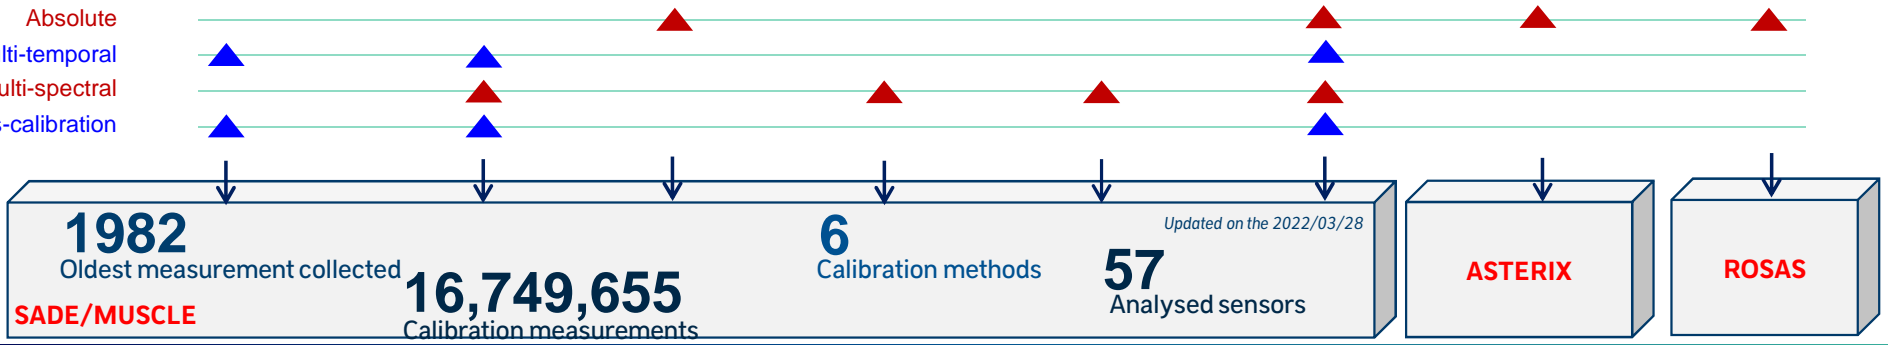 Absolute
lti-temporal
ulti-spectral
s-calibration
1982
Oldest measurement collected
16,749,655
Calibration measurements
SADE/MUSCLE
6
Calibration methods
Updated on the 2022/03/28
57
Analysed sensors
ASTERIX
ROSAS